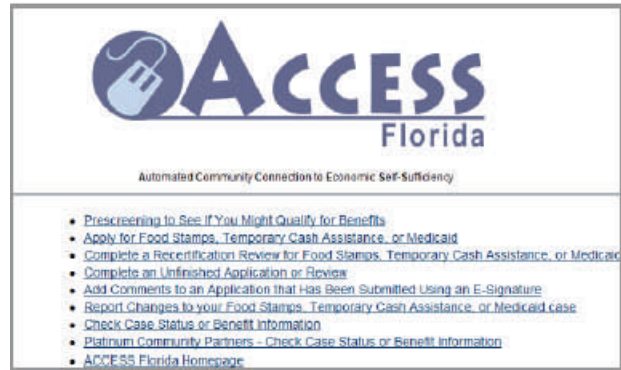 ACCESS
Florida
Automated Community Connection to Economic Self-Sufficiency
• Prescreening to See If You Might Qualify for Benefits
• Apply for Food Stamps, Temporary Cash Assistance, or Medicaid
• Complete a Recertification Review for Food Stamps, Temporary Cash Assistance, or Medicaid
• Complete an Unfinished Application or Review
• Add Comments to an Application that Has Been Submitted Using an E-Signature
• Report Changes to your Food Stamps, Temporary Cash Assistance, or Medicaid case
• Check Case Status or Benefit Information
• Platinum Community Partners - Check Case Status or Benefit Information
• ACCESS Florida Homepage